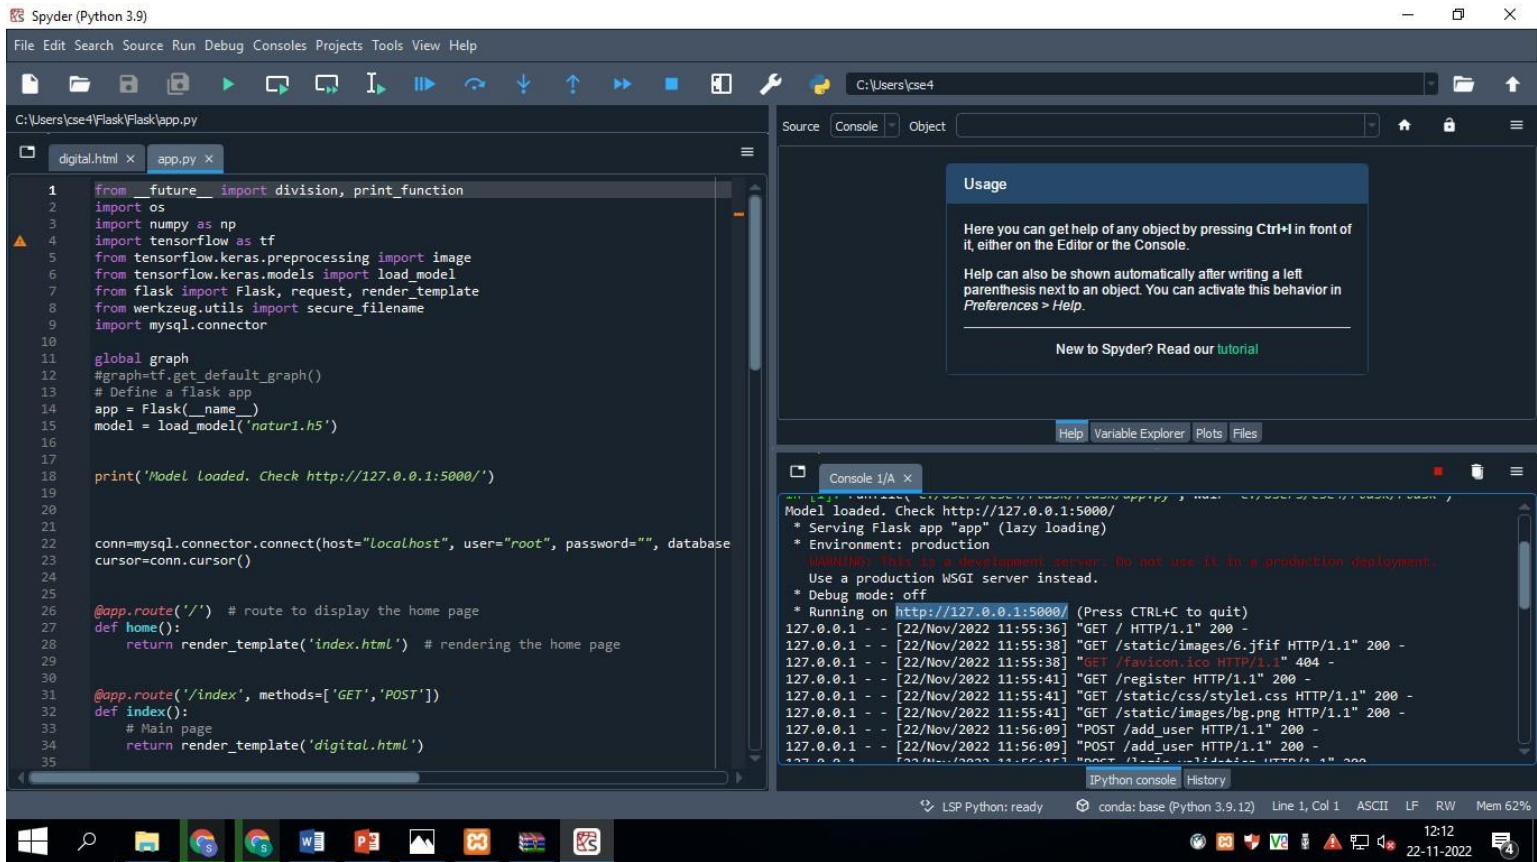 Spyder (Python 3.9)
File Edit Search Source Run Debug Consoles Projects Tools View Help
C:\Users\cse4
C:\Users\cse4\Flask\Flask\app.py
digital.html
app.py
1 from __future__ import division, print_function
2 import os
3 import numpy as np
4 import tensorflow as tf
5 from tensorflow.keras.preprocessing import image
6 from tensorflow.keras.models import load_model
7 from flask import Flask, request, render_template
8 from werkzeug.utils import secure_filename
9 import mysql.connector
10
11 global graph
12 #graph=tf.get_default_graph()
13 # Define a flask app
14 app = Flask(__name__)
15 model = load_model('natur1.h5')
16
17
18 print('Model loaded. Check http://127.0.0.1:5000/')
19
20
21
22 conn=mysql.connector.connect(host="localhost", user="root", password="", database
23 cursor=conn.cursor()
24
25
26 @app.route('/') # route to display the home page
27 def home():
28 return render_template('index.html') # rendering the home page
29
30
31 @app.route('/index', methods=['GET','POST'])
32 def index():
33 # Main page
34 return render_template('digital.html')
35
Source Console Object
Usage
Here you can get help of any object by pressing Ctrl+I in front of
it, either on the Editor or the Console.
Help can also be shown automatically after writing a left
parenthesis next to an object. You can activate this behavior in
Preferences > Help.
New to Spyder? Read our tutorial
Help Variable Explorer Plots Files
Console 1/A
Model loaded. Check http://127.0.0.1:5000/
* Serving Flask app "app" (lazy loading)
* Environment: production
WARNING: This is a development server. Do not use it in a production deployment.
Use a production WSGI server instead.
* Debug mode: off
* Running on http://127.0.0.1:5000/ (Press CTRL+C to quit)
127.0.0.1 - - [22/Nov/2022 11:55:36] "GET / HTTP/1.1" 200 -
127.0.0.1 - - [22/Nov/2022 11:55:38] "GET /static/images/6.jfif HTTP/1.1" 200 -
127.0.0.1 - - [22/Nov/2022 11:55:38] "GET /favicon.ico HTTP/1.1" 404 -
127.0.0.1 - - [22/Nov/2022 11:55:41] "GET /register HTTP/1.1" 200 -
127.0.0.1 - - [22/Nov/2022 11:55:41] "GET /static/css/style1.css HTTP/1.1" 200 -
127.0.0.1 - - [22/Nov/2022 11:55:41] "GET /static/images/bg.png HTTP/1.1" 200 -
127.0.0.1 - - [22/Nov/2022 11:56:09] "POST /add_user HTTP/1.1" 200 -
127.0.0.1 - - [22/Nov/2022 11:56:09] "POST /add_user HTTP/1.1" 200 -
IPython console History
LSP Python: ready conda: base (Python 3.9.12) Line 1, Col 1 ASCII LF RW Mem 62%
12:12
22-11-2022
4